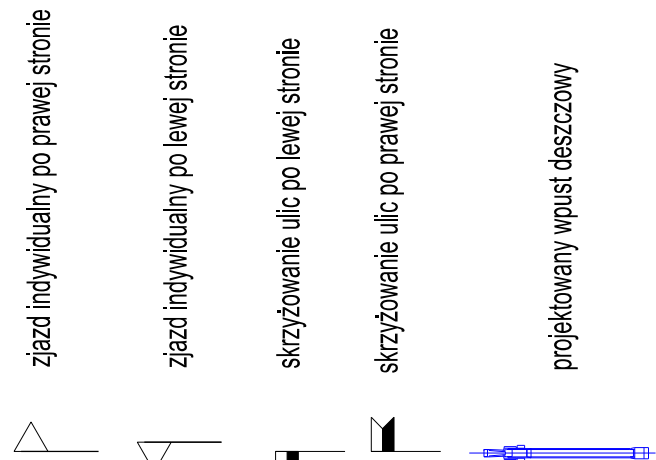 zjazd indywidualny po prawej stronie
zjazd indywidualny po lewej stronie
skrzyżowanie ulic po lewej stronie
skrzyżowanie ulic po prawej stronie
projektowany wpust deszczowy